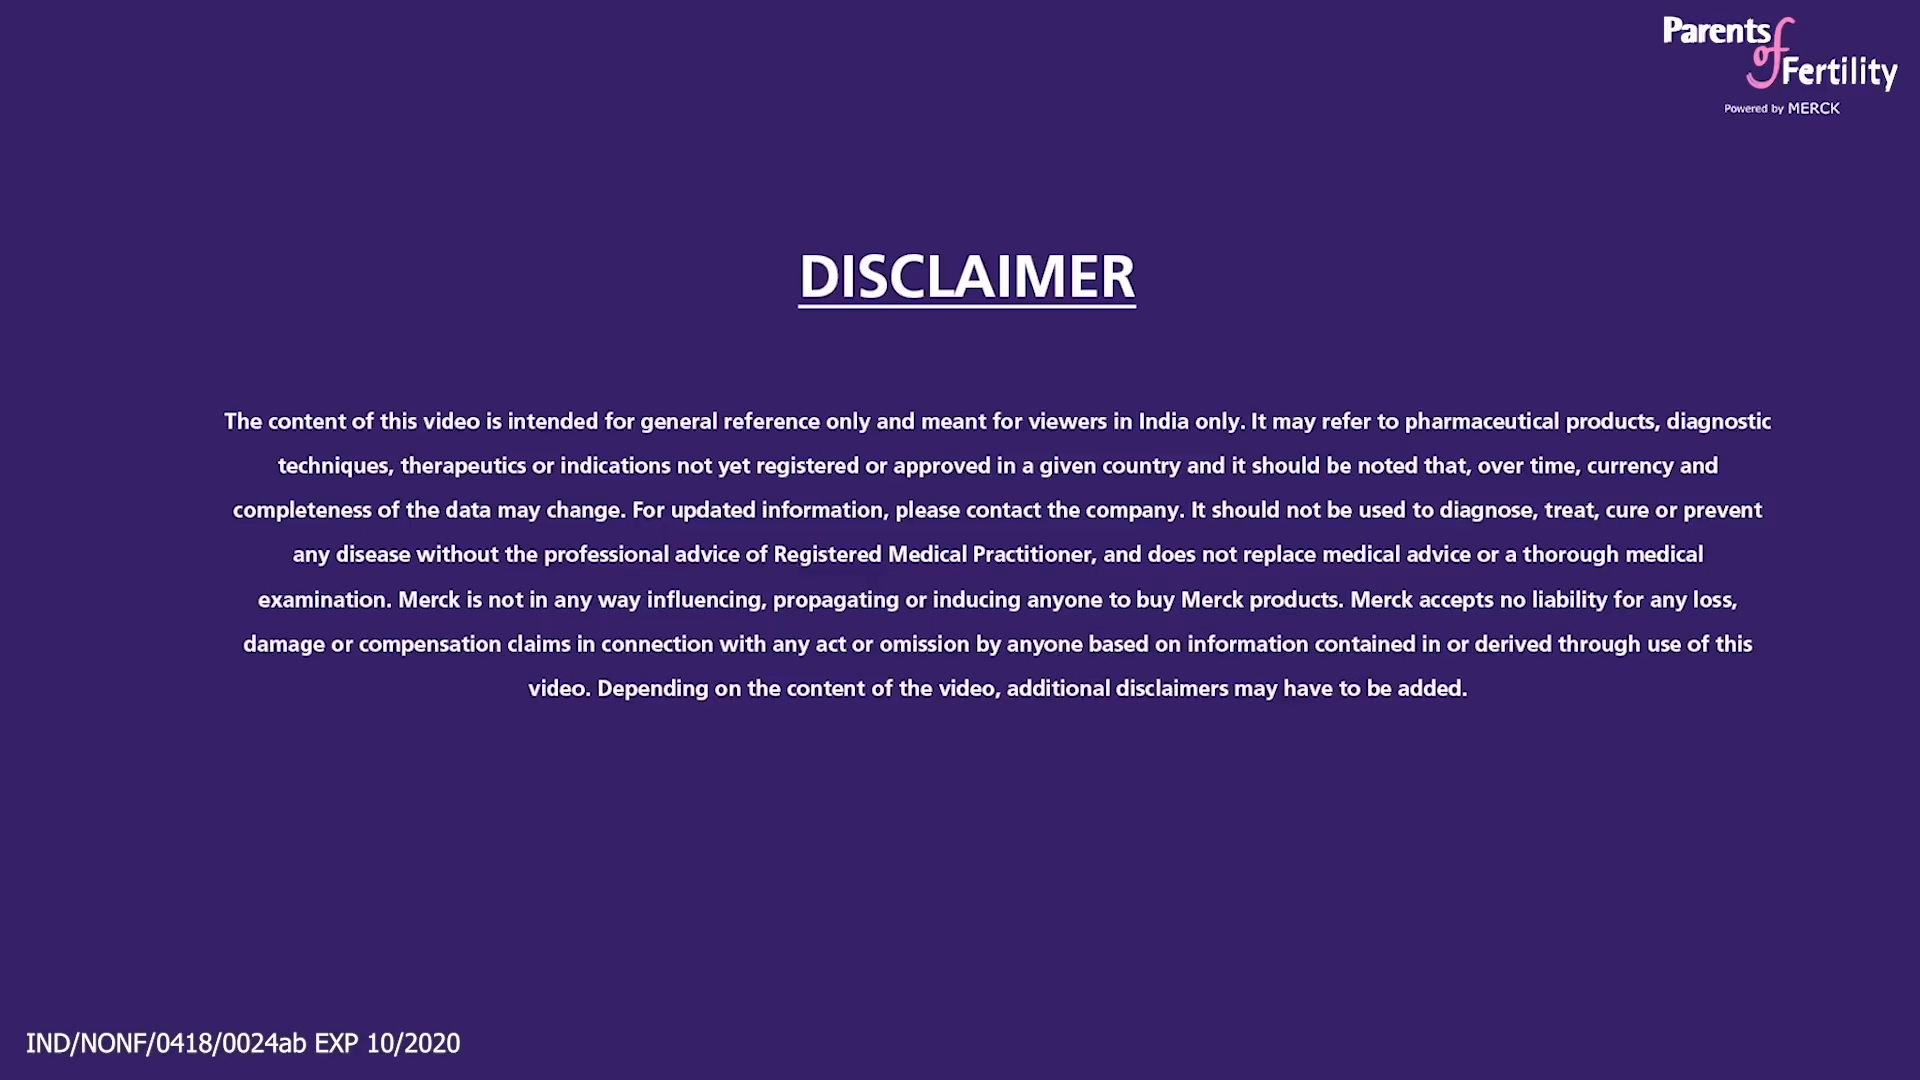 Parents
of
Fertility
Powered by MERCK
DISCLAIMER
The content of this video is intended for general reference only and meant for viewers in India only. It may refer to pharmaceutical products, diagnostic
techniques, therapeutics or indications not yet registered or approved in a given country and it should be noted that, over time, currency and
completeness of the data may change. For updated information, please contact the company. It should not be used to diagnose, treat, cure or prevent
any disease without the professional advice of Registered Medical Practitioner, and does not replace medical advice or a thorough medical
examination. Merck is not in any way influencing, propagating or inducing anyone to buy Merck products. Merck accepts no liability for any loss,
damage or compensation claims in connection with any act or omission by anyone based on information contained in or derived through use of this
video. Depending on the content of the video, additional disclaimers may have to be added.
IND/NONF/0418/0024ab EXP 10/2020